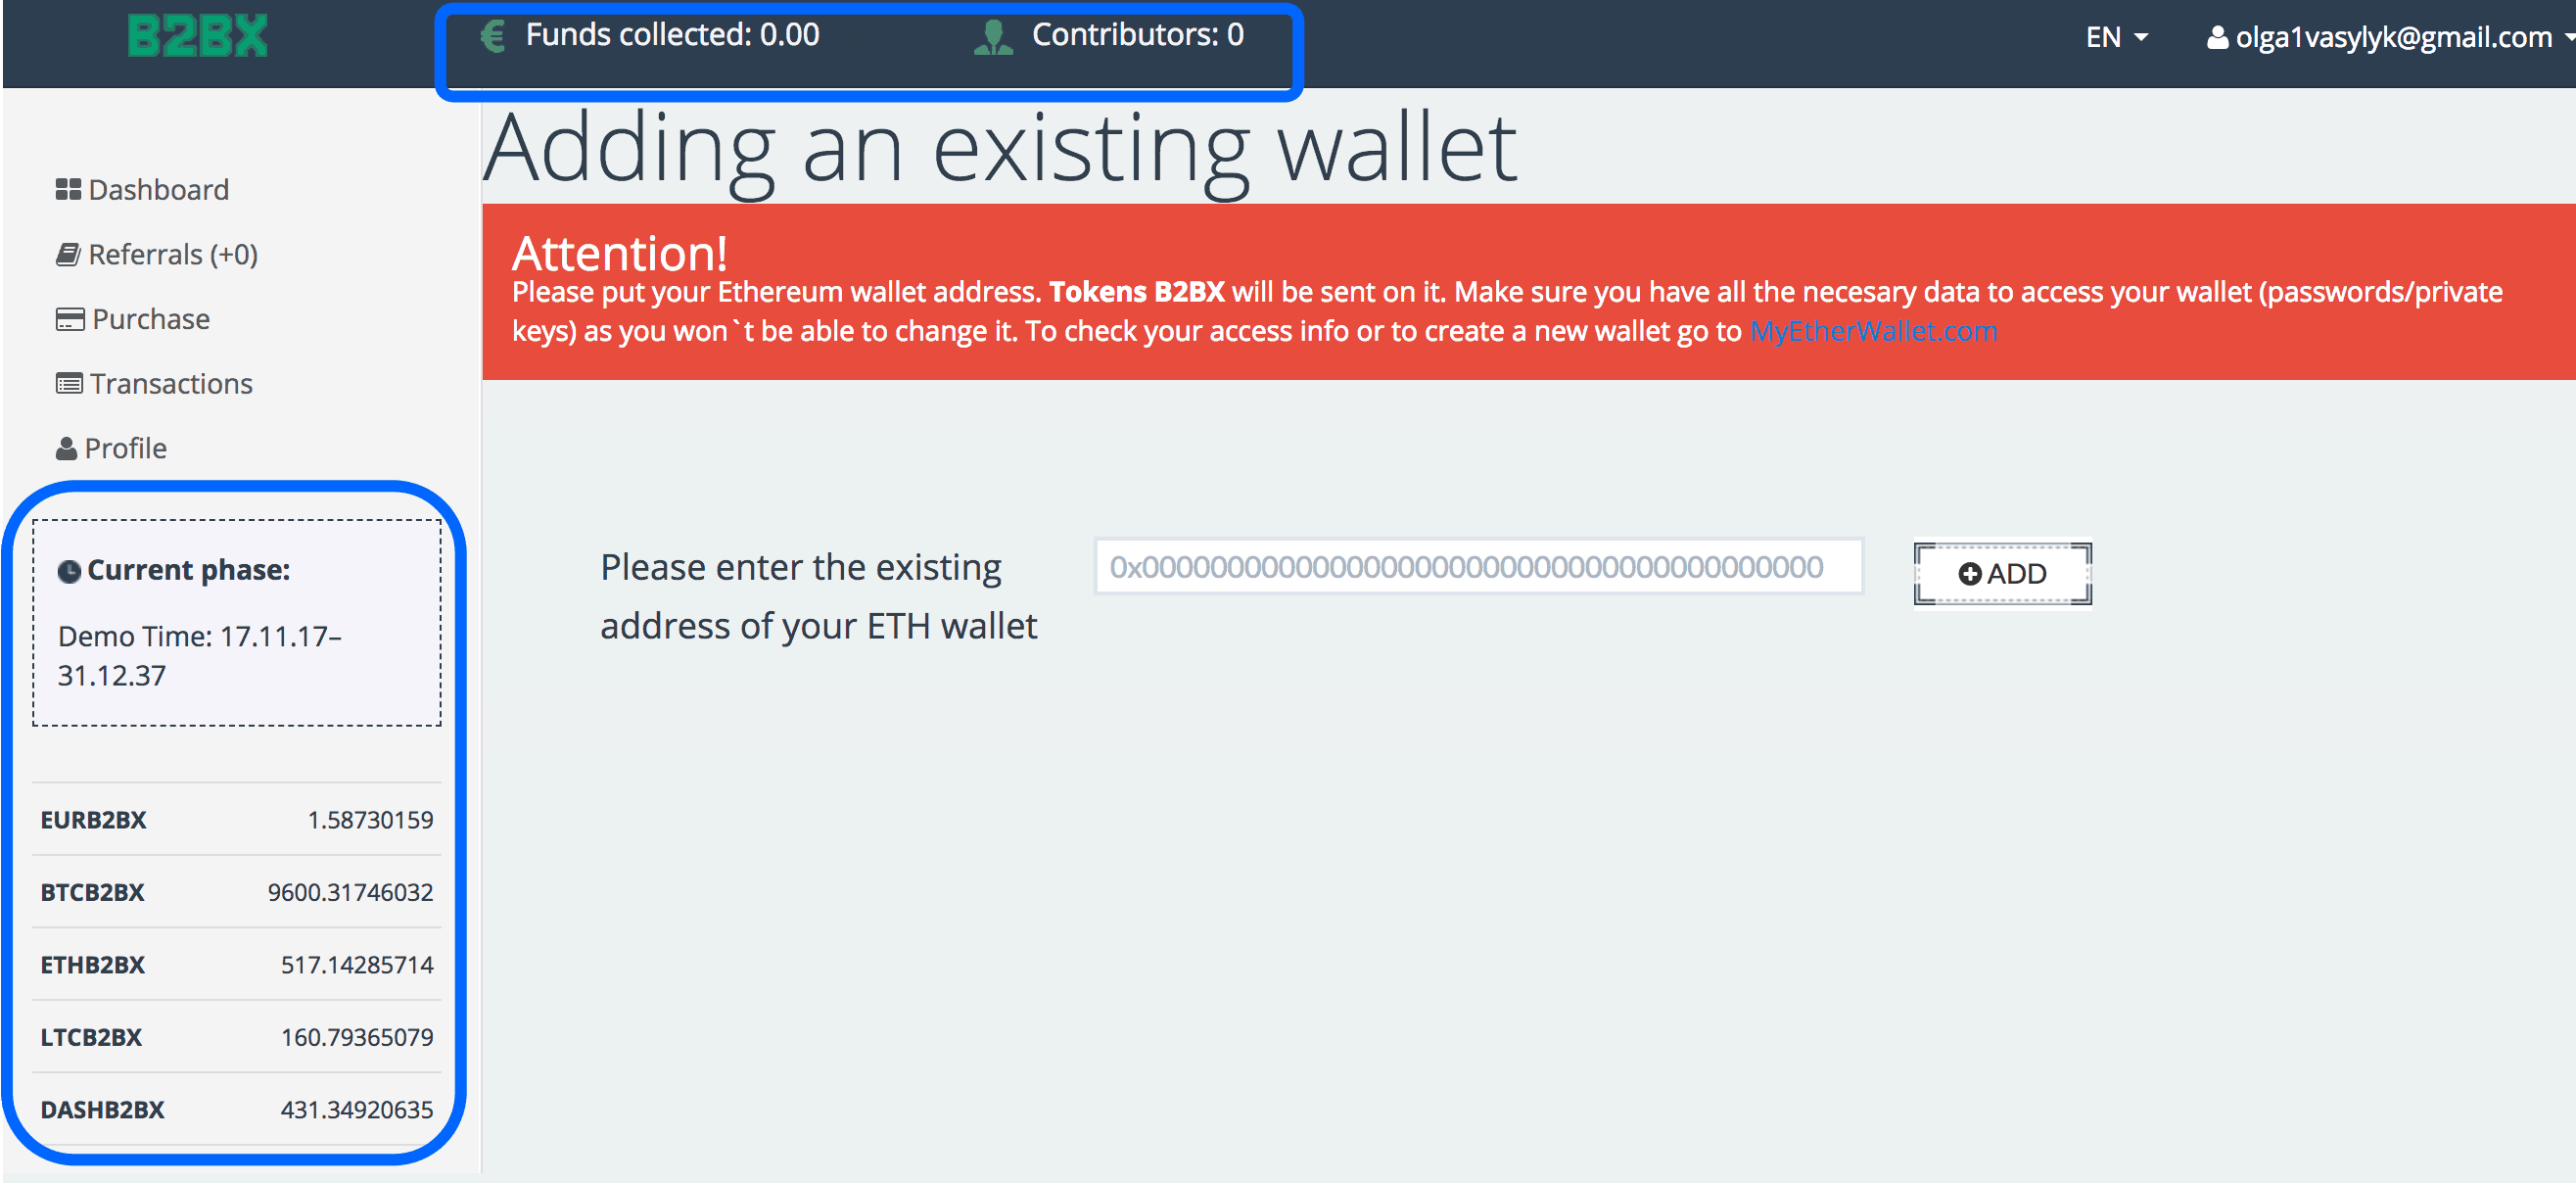 B2BX
Funds collected: 0.00
Contributors: 0
EN
olga1vasylyk@gmail.com
Adding an existing wallet
Dashboard
Referrals (+0)
Purchase
Transactions
Profile
Attention!
Please put your Ethereum wallet address. Tokens B2BX will be sent on it. Make sure you have all the necesary data to access your wallet (passwords/private
keys) as you won`t be able to change it. To check your access info or to create a new wallet go to MyEtherWallet.com
Current phase:
Demo Time: 17.11.17–
31.12.37
EURB2BX 1.58730159
BTCB2BX 9600.31746032
ETHB2BX 517.14285714
LTCB2BX 160.79365079
DASHB2BX 431.34920635
Please enter the existing
address of your ETH wallet
0x0000000000000000000000000000000000000000
ADD